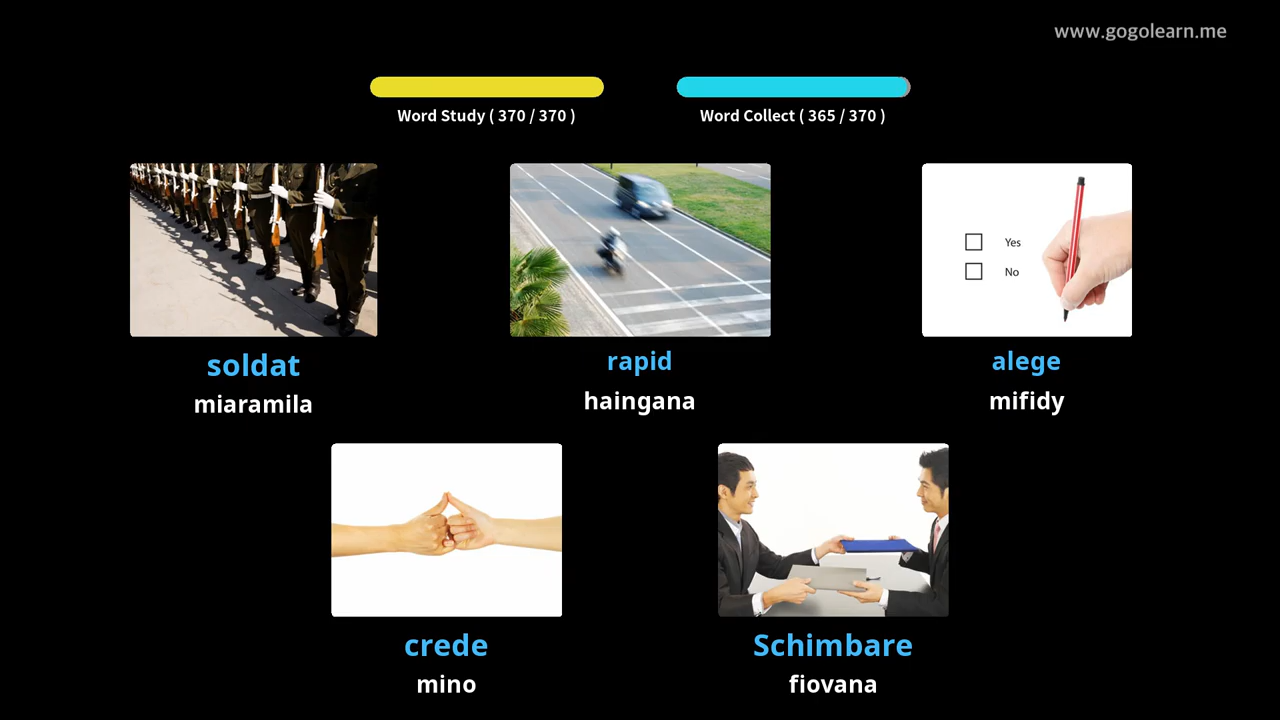 www.gogolearn.me
Word Study ( 370 / 370 )
Word Collect ( 365 / 370 )
Yes
No
soldat
miaramila
rapid
haingana
alege
mifidy
crede
mino
Schimbare
fiovana